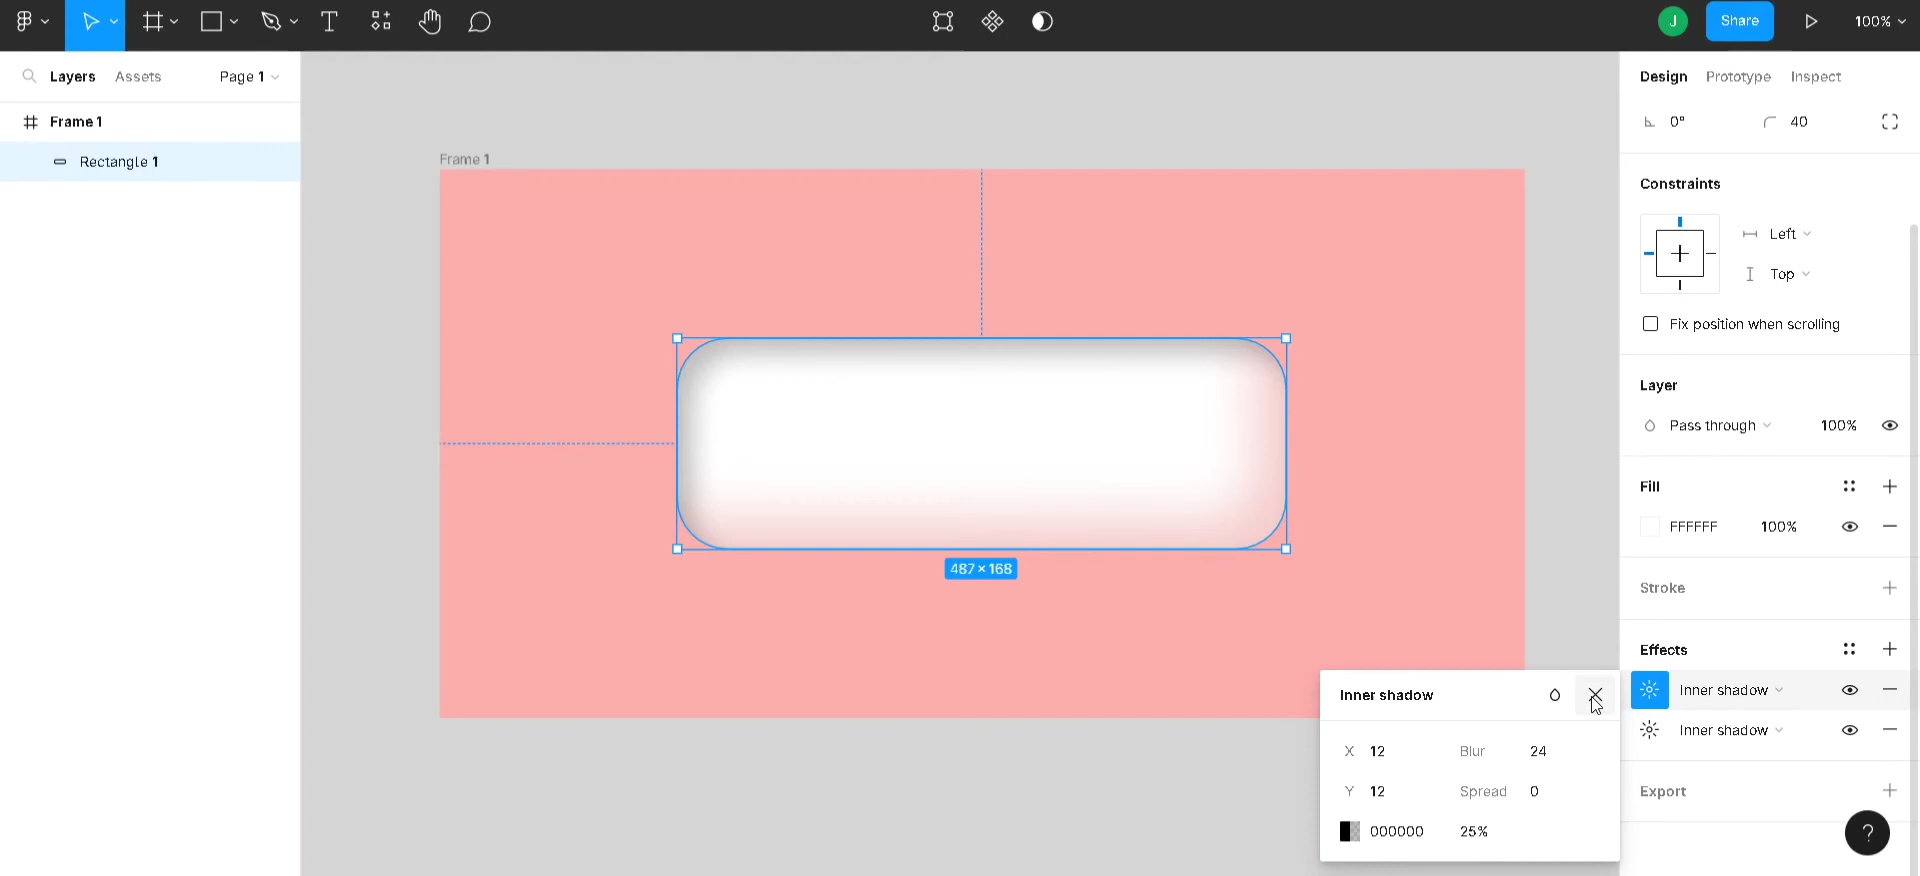 J
Share
100%
Layers
Assets
Page 1
Frame 1
Rectangle 1
Frame 1
487 × 168
Design
Prototype
Inspect
0°
40
Constraints
Left
Top
Fix position when scrolling
Layer
Pass through
100%
Fill
FFFFFF
100%
Stroke
Effects
Inner shadow
Inner shadow
Export
Inner shadow
X 12
Blur 24
Y 12
Spread 0
000000
25%
?